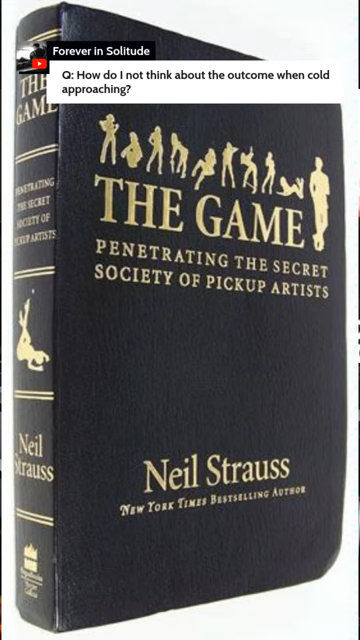 Forever in Solitude
Q: How do I not think about the outcome when cold
approaching?
THE
GAME
PENETRATING
THE SECRET
SOCIETY OF
PICKUP ARTISTS
Neil
Strauss
THE GAME
PENETRATING THE SECRET
SOCIETY OF PICKUP ARTISTS
Neil Strauss
NEW YORK TIMES BESTSELLING AUTHOR